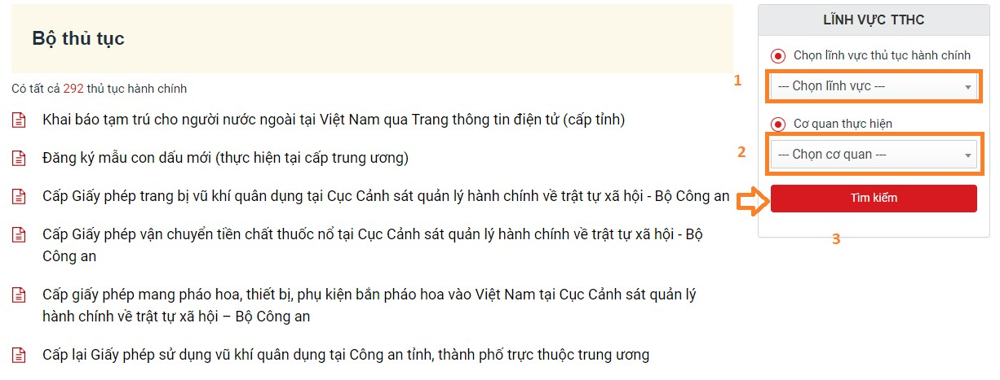 Bộ thủ tục
Có tất cả 292 thủ tục hành chính
Khai báo tạm trú cho người nước ngoài tại Việt Nam qua Trang thông tin điện tử (cấp tỉnh)
Đăng ký mẫu con dấu mới (thực hiện tại cấp trung ương)
Cấp Giấy phép trang bị vũ khí quân dụng tại Cục Cảnh sát quản lý hành chính về trật tự xã hội - Bộ Công an
Cấp Giấy phép vận chuyển tiền chất thuốc nổ tại Cục Cảnh sát quản lý hành chính về trật tự xã hội - Bộ
Công an
Cấp giấy phép mang pháo hoa, thiết bị, phụ kiện bắn pháo hoa vào Việt Nam tại Cục Cảnh sát quản lý
hành chính về trật tự xã hội – Bộ Công an
Cấp lại Giấy phép sử dụng vũ khí quân dụng tại Công an tỉnh, thành phố trực thuộc trung ương
LĨNH VỰC TTHC
Chọn lĩnh vực thủ tục hành chính
1
--- Chọn lĩnh vực ---
Cơ quan thực hiện
2
--- Chọn cơ quan ---
Tìm kiếm
3